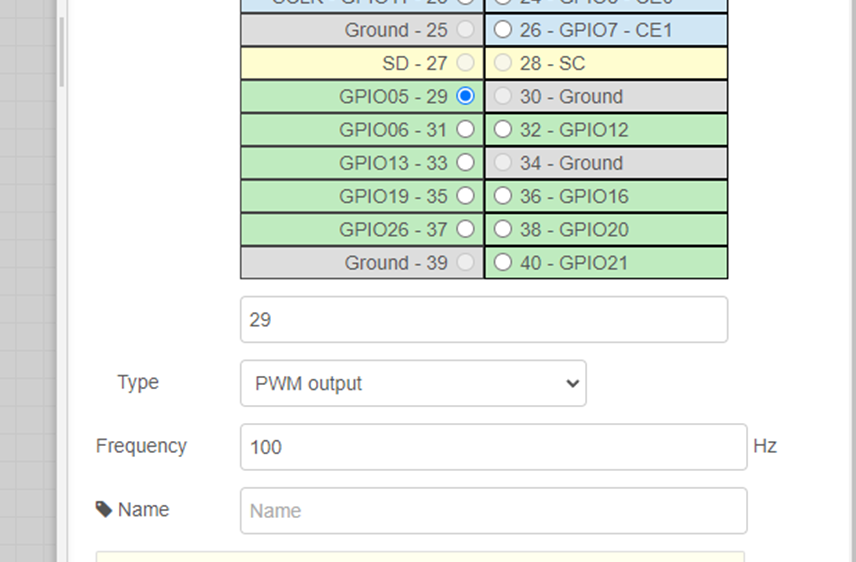 Ground - 25 26 - GPIO7 - CE1
SD - 27 28 - SC
GPIO05 - 29 30 - Ground
GPIO06 - 31 32 - GPIO12
GPIO13 - 33 34 - Ground
GPIO19 - 35 36 - GPIO16
GPIO26 - 37 38 - GPIO20
Ground - 39 40 - GPIO21
29
Type PWM output
Frequency 100 Hz
Name Name